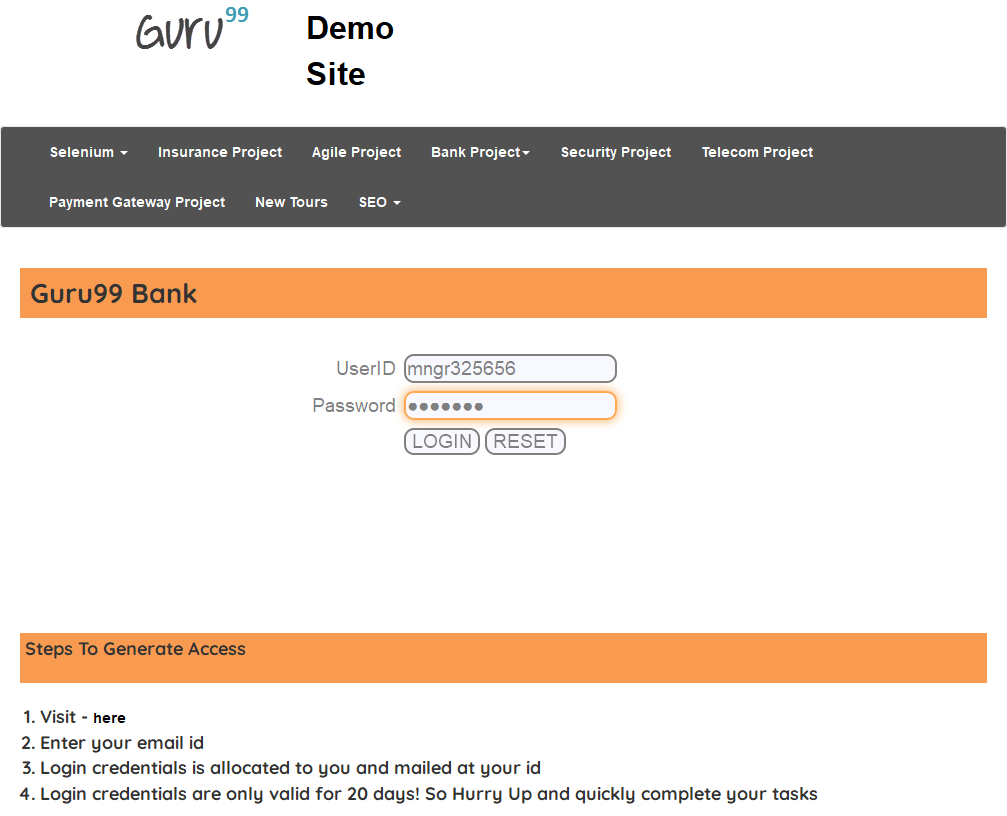 Guru99
Demo
Site
Selenium Insurance Project Agile Project Bank Project Security Project Telecom Project
Payment Gateway Project New Tours SEO
Guru99 Bank
UserID mngr325656
Password •••••••
LOGIN RESET
Steps To Generate Access
1. Visit - here
2. Enter your email id
3. Login credentials is allocated to you and mailed at your id
4. Login credentials are only valid for 20 days! So Hurry Up and quickly complete your tasks